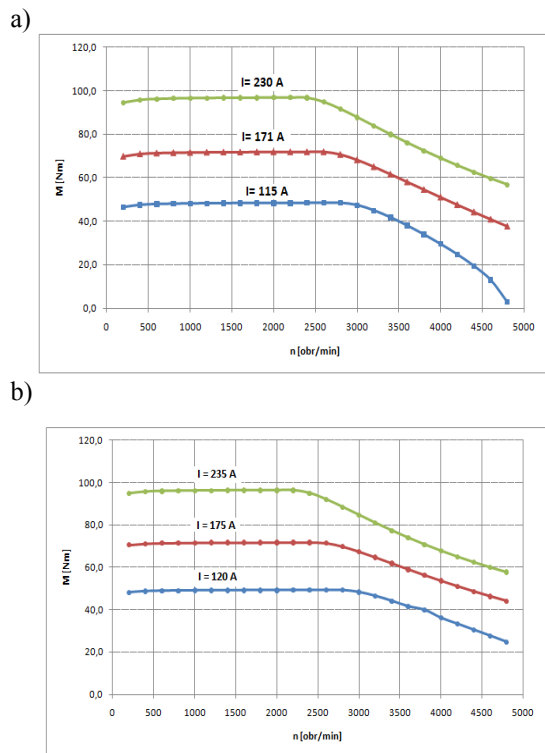 a)
120,0
100,0
80,0
60,0
40,0
20,0
0,0
M [Nm]
I= 230 A
I= 171 A
I= 115 A
0 500 1000 1500 2000 2500 3000 3500 4000 4500 5000
n [obr/min]
b)
120,0
100,0
80,0
60,0
40,0
20,0
0,0
M [Nm]
I = 235 A
I = 175 A
I = 120 A
0 500 1000 1500 2000 2500 3000 3500 4000 4500 5000
n [obr/min]